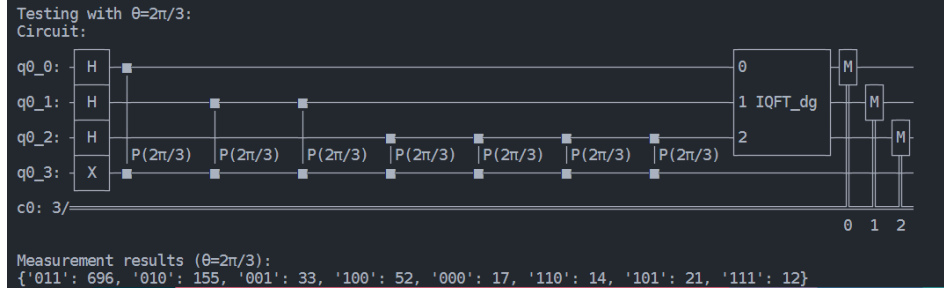 Testing with θ=2π/3:
Circuit:
q0_0: H 0 M
q0_1: H 1 IQFT_dg M
q0_2: H 2 M
P(2π/3) P(2π/3) P(2π/3) P(2π/3) P(2π/3) P(2π/3) P(2π/3)
q0_3: X
c0: 3/
0 1 2
Measurement results (θ=2π/3):
{'011': 696, '010': 155, '001': 33, '100': 52, '000': 17, '110': 14, '101': 21, '111': 12}